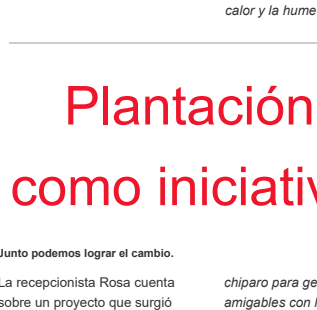 calor y la hume
Plantación
como iniciativ
Junto podemos lograr el cambio.
La recepcionista Rosa cuenta
sobre un proyecto que surgió
chiparo para ge
amigables con l